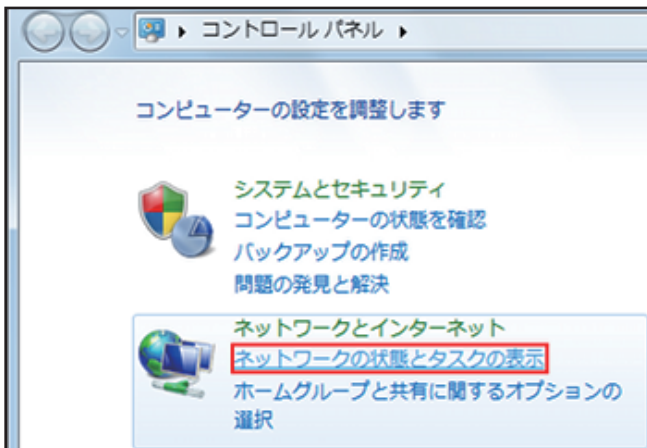 コントロール パネル
コンピューターの設定を調整します
システムとセキュリティ
コンピューターの状態を確認
バックアップの作成
問題の発見と解決
ネットワークとインターネット
ネットワークの状態とタスクの表示
ホームグループと共有に関するオプションの
選択